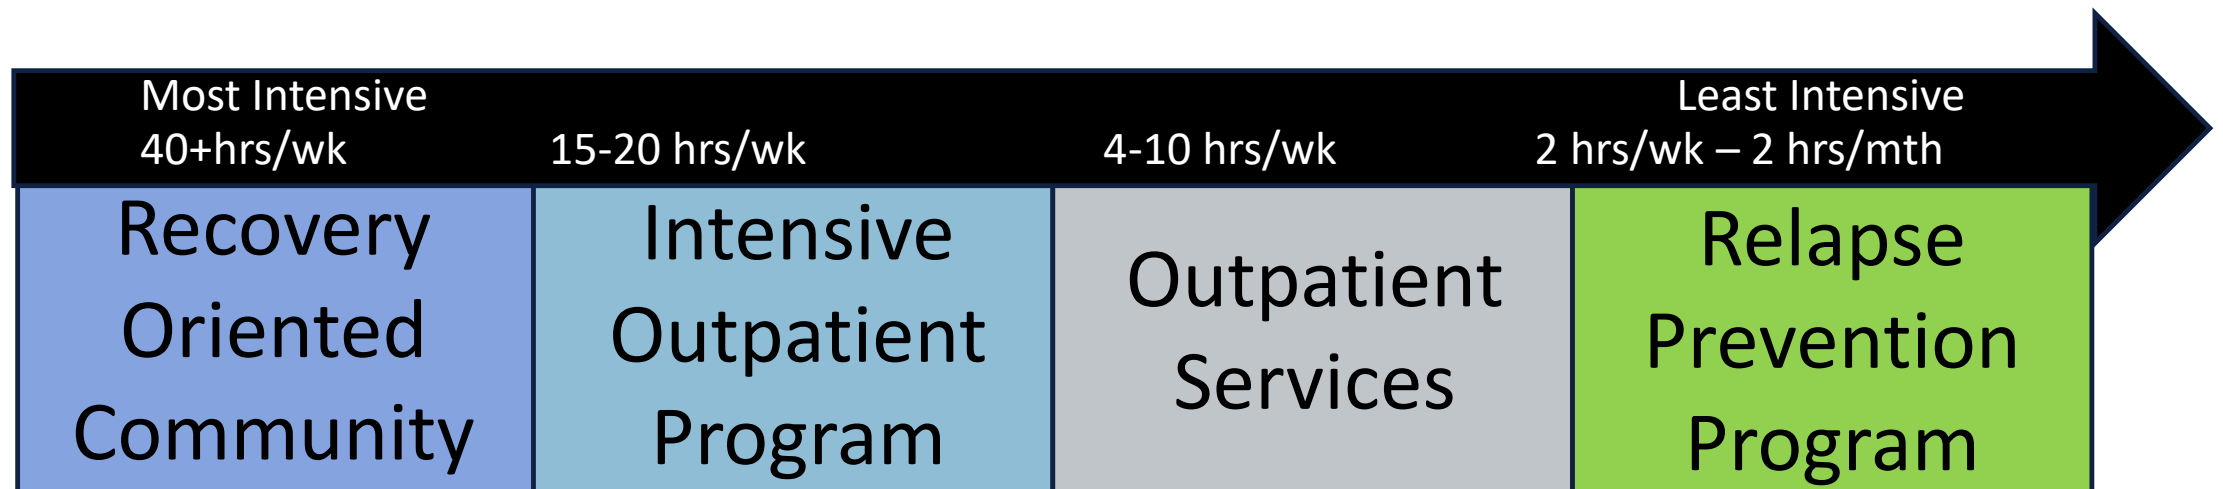 Most Intensive Least Intensive
40+hrs/wk 15-20 hrs/wk 4-10 hrs/wk 2 hrs/wk – 2 hrs/mth
Recovery
Oriented
Community
Intensive
Outpatient
Program
Outpatient
Services
Relapse
Prevention
Program